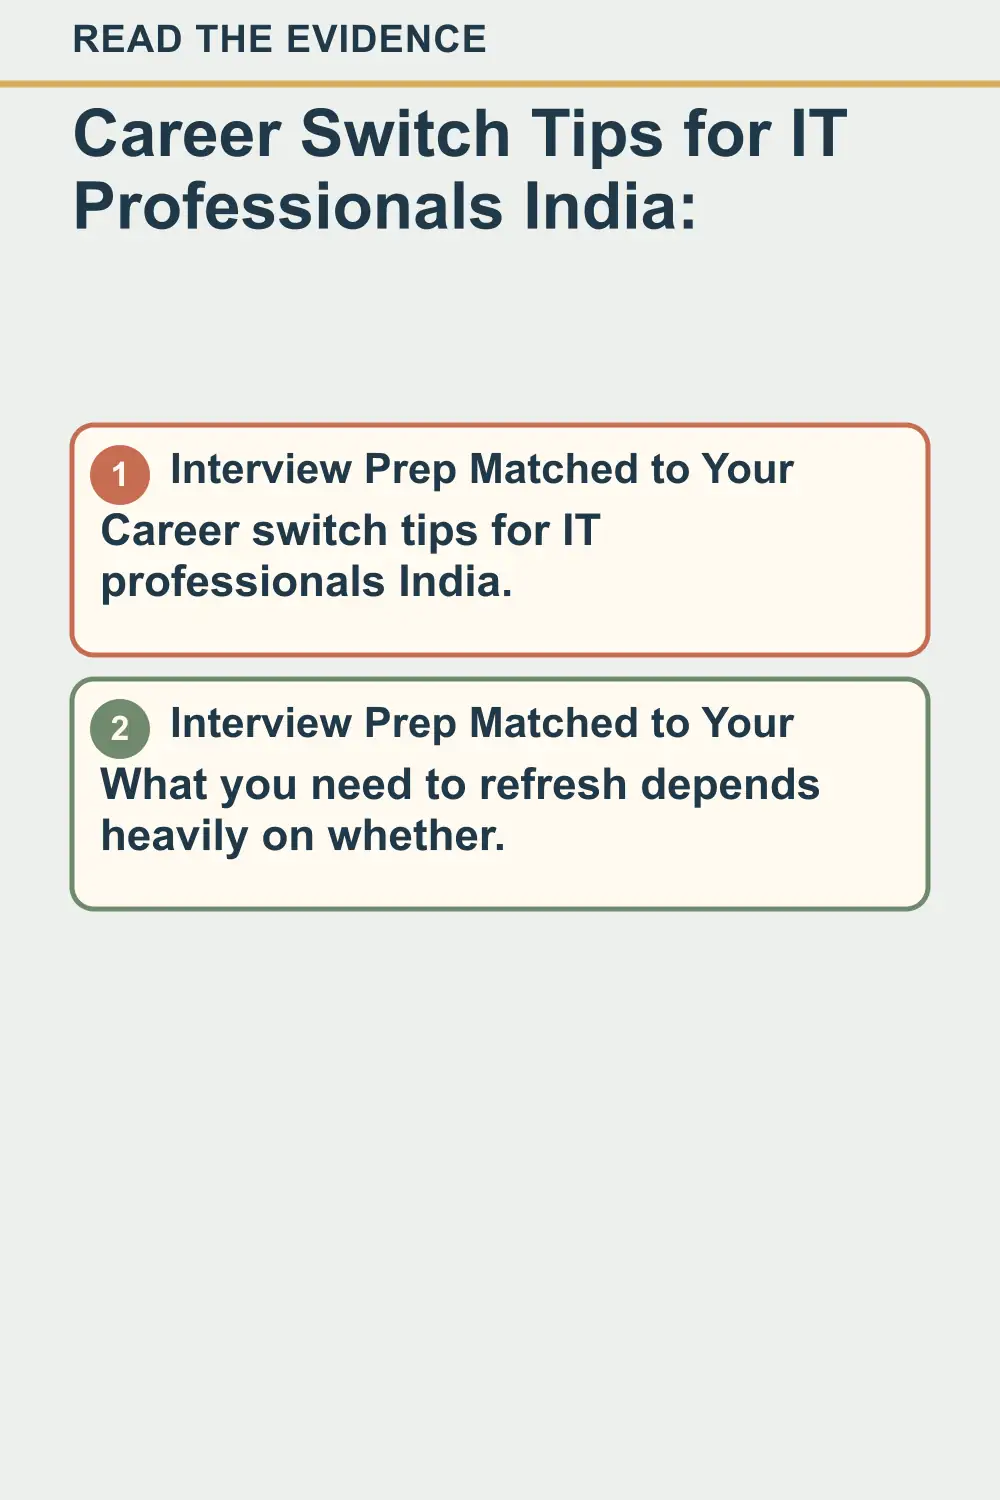 READ THE EVIDENCE
Career Switch Tips for IT
Professionals India:
1 Interview Prep Matched to Your
Career switch tips for IT
professionals India.
2 Interview Prep Matched to Your
What you need to refresh depends
heavily on whether.